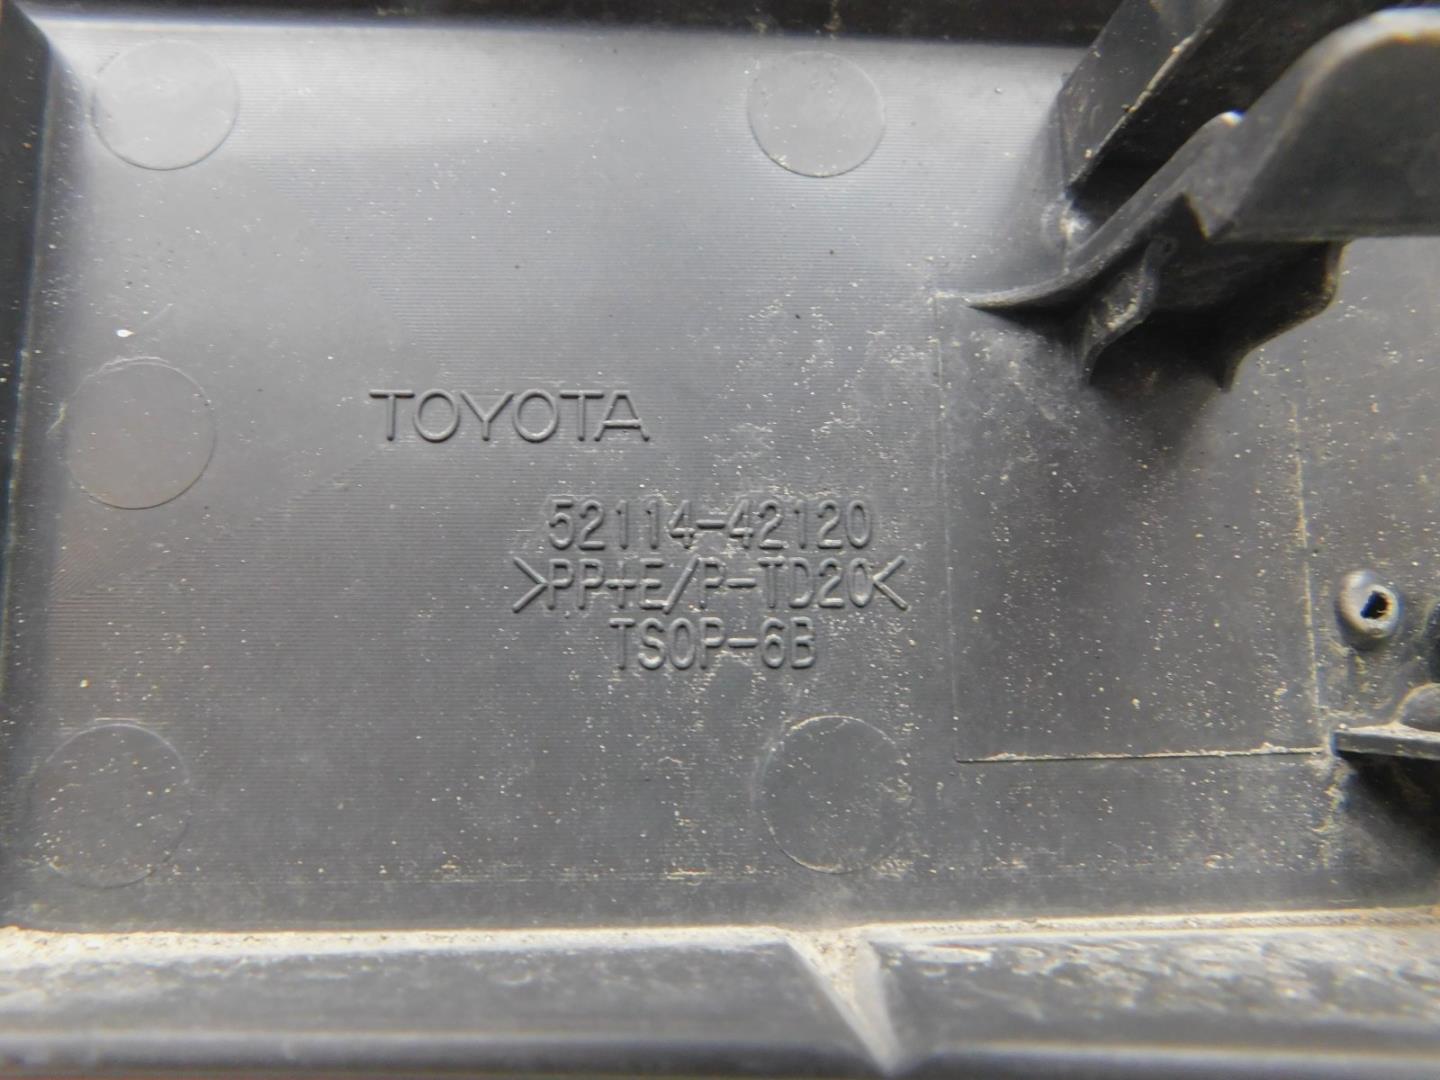 TOYOTA
52114-42120
>PP+E/P-TD20<
TSOP-6B